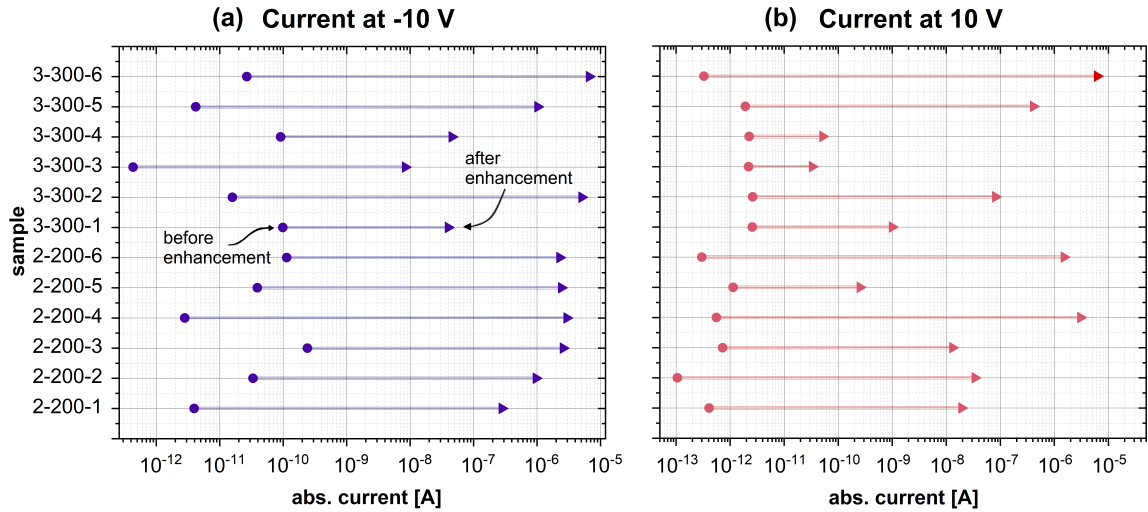 (a) Current at -10 V
3-300-6
3-300-5
3-300-4
3-300-3
3-300-2
3-300-1
2-200-6
2-200-5
2-200-4
2-200-3
2-200-2
2-200-1
sample
after
enhancement
before
enhancement
10⁻¹² 10⁻¹¹ 10⁻¹⁰ 10⁻⁹ 10⁻⁸ 10⁻⁷ 10⁻⁶ 10⁻⁵
abs. current [A]
(b) Current at 10 V
10⁻¹³ 10⁻¹² 10⁻¹¹ 10⁻¹⁰ 10⁻⁹ 10⁻⁸ 10⁻⁷ 10⁻⁶ 10⁻⁵
abs. current [A]